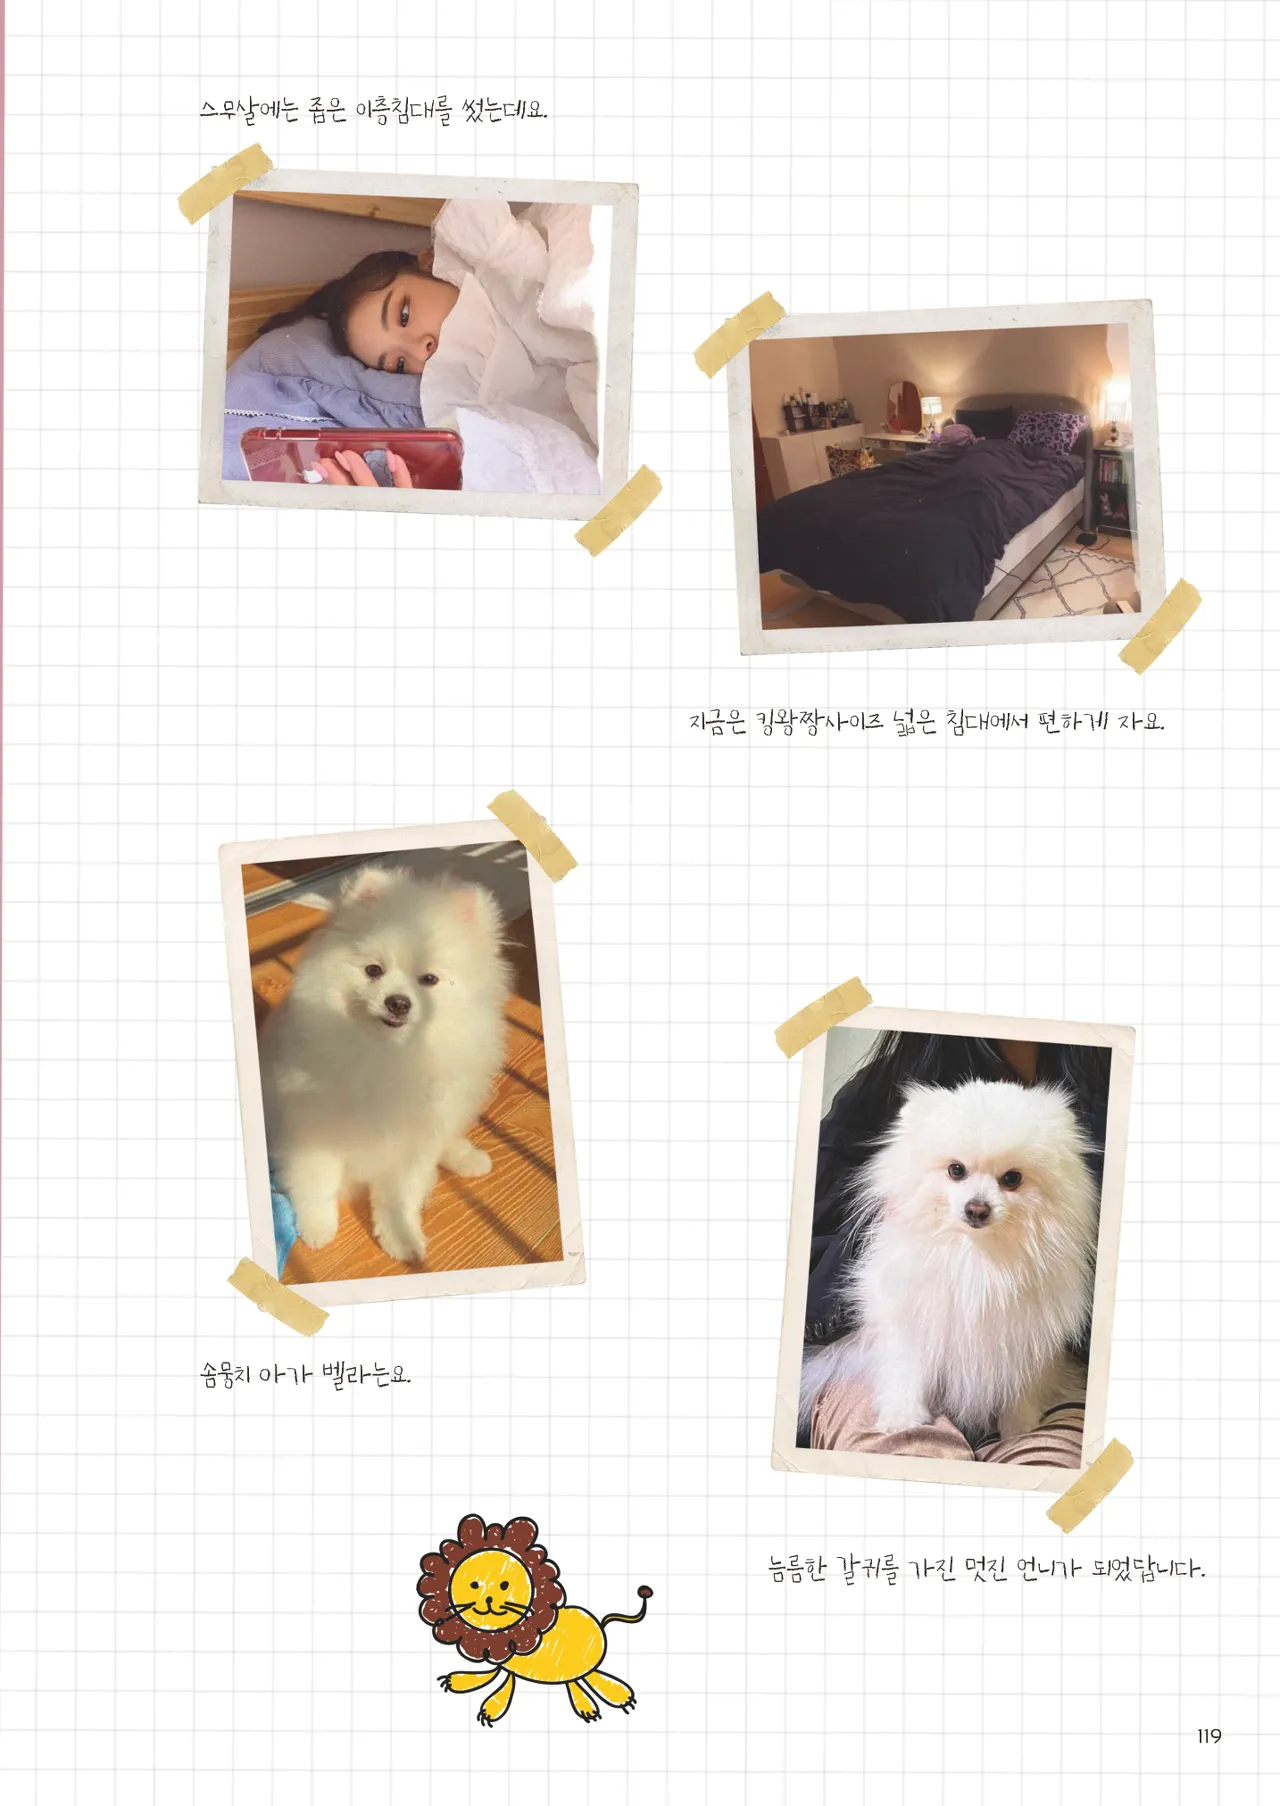 스무살에는 좁은 이층침대를 썼는데요.
지금은 킹왕짱사이즈 넓은 침대에서 편하게 자요.
솜뭉치 아가 벨라는요.
늠름한 갈귀를 가진 멋진 언니가 되었답니다.
119